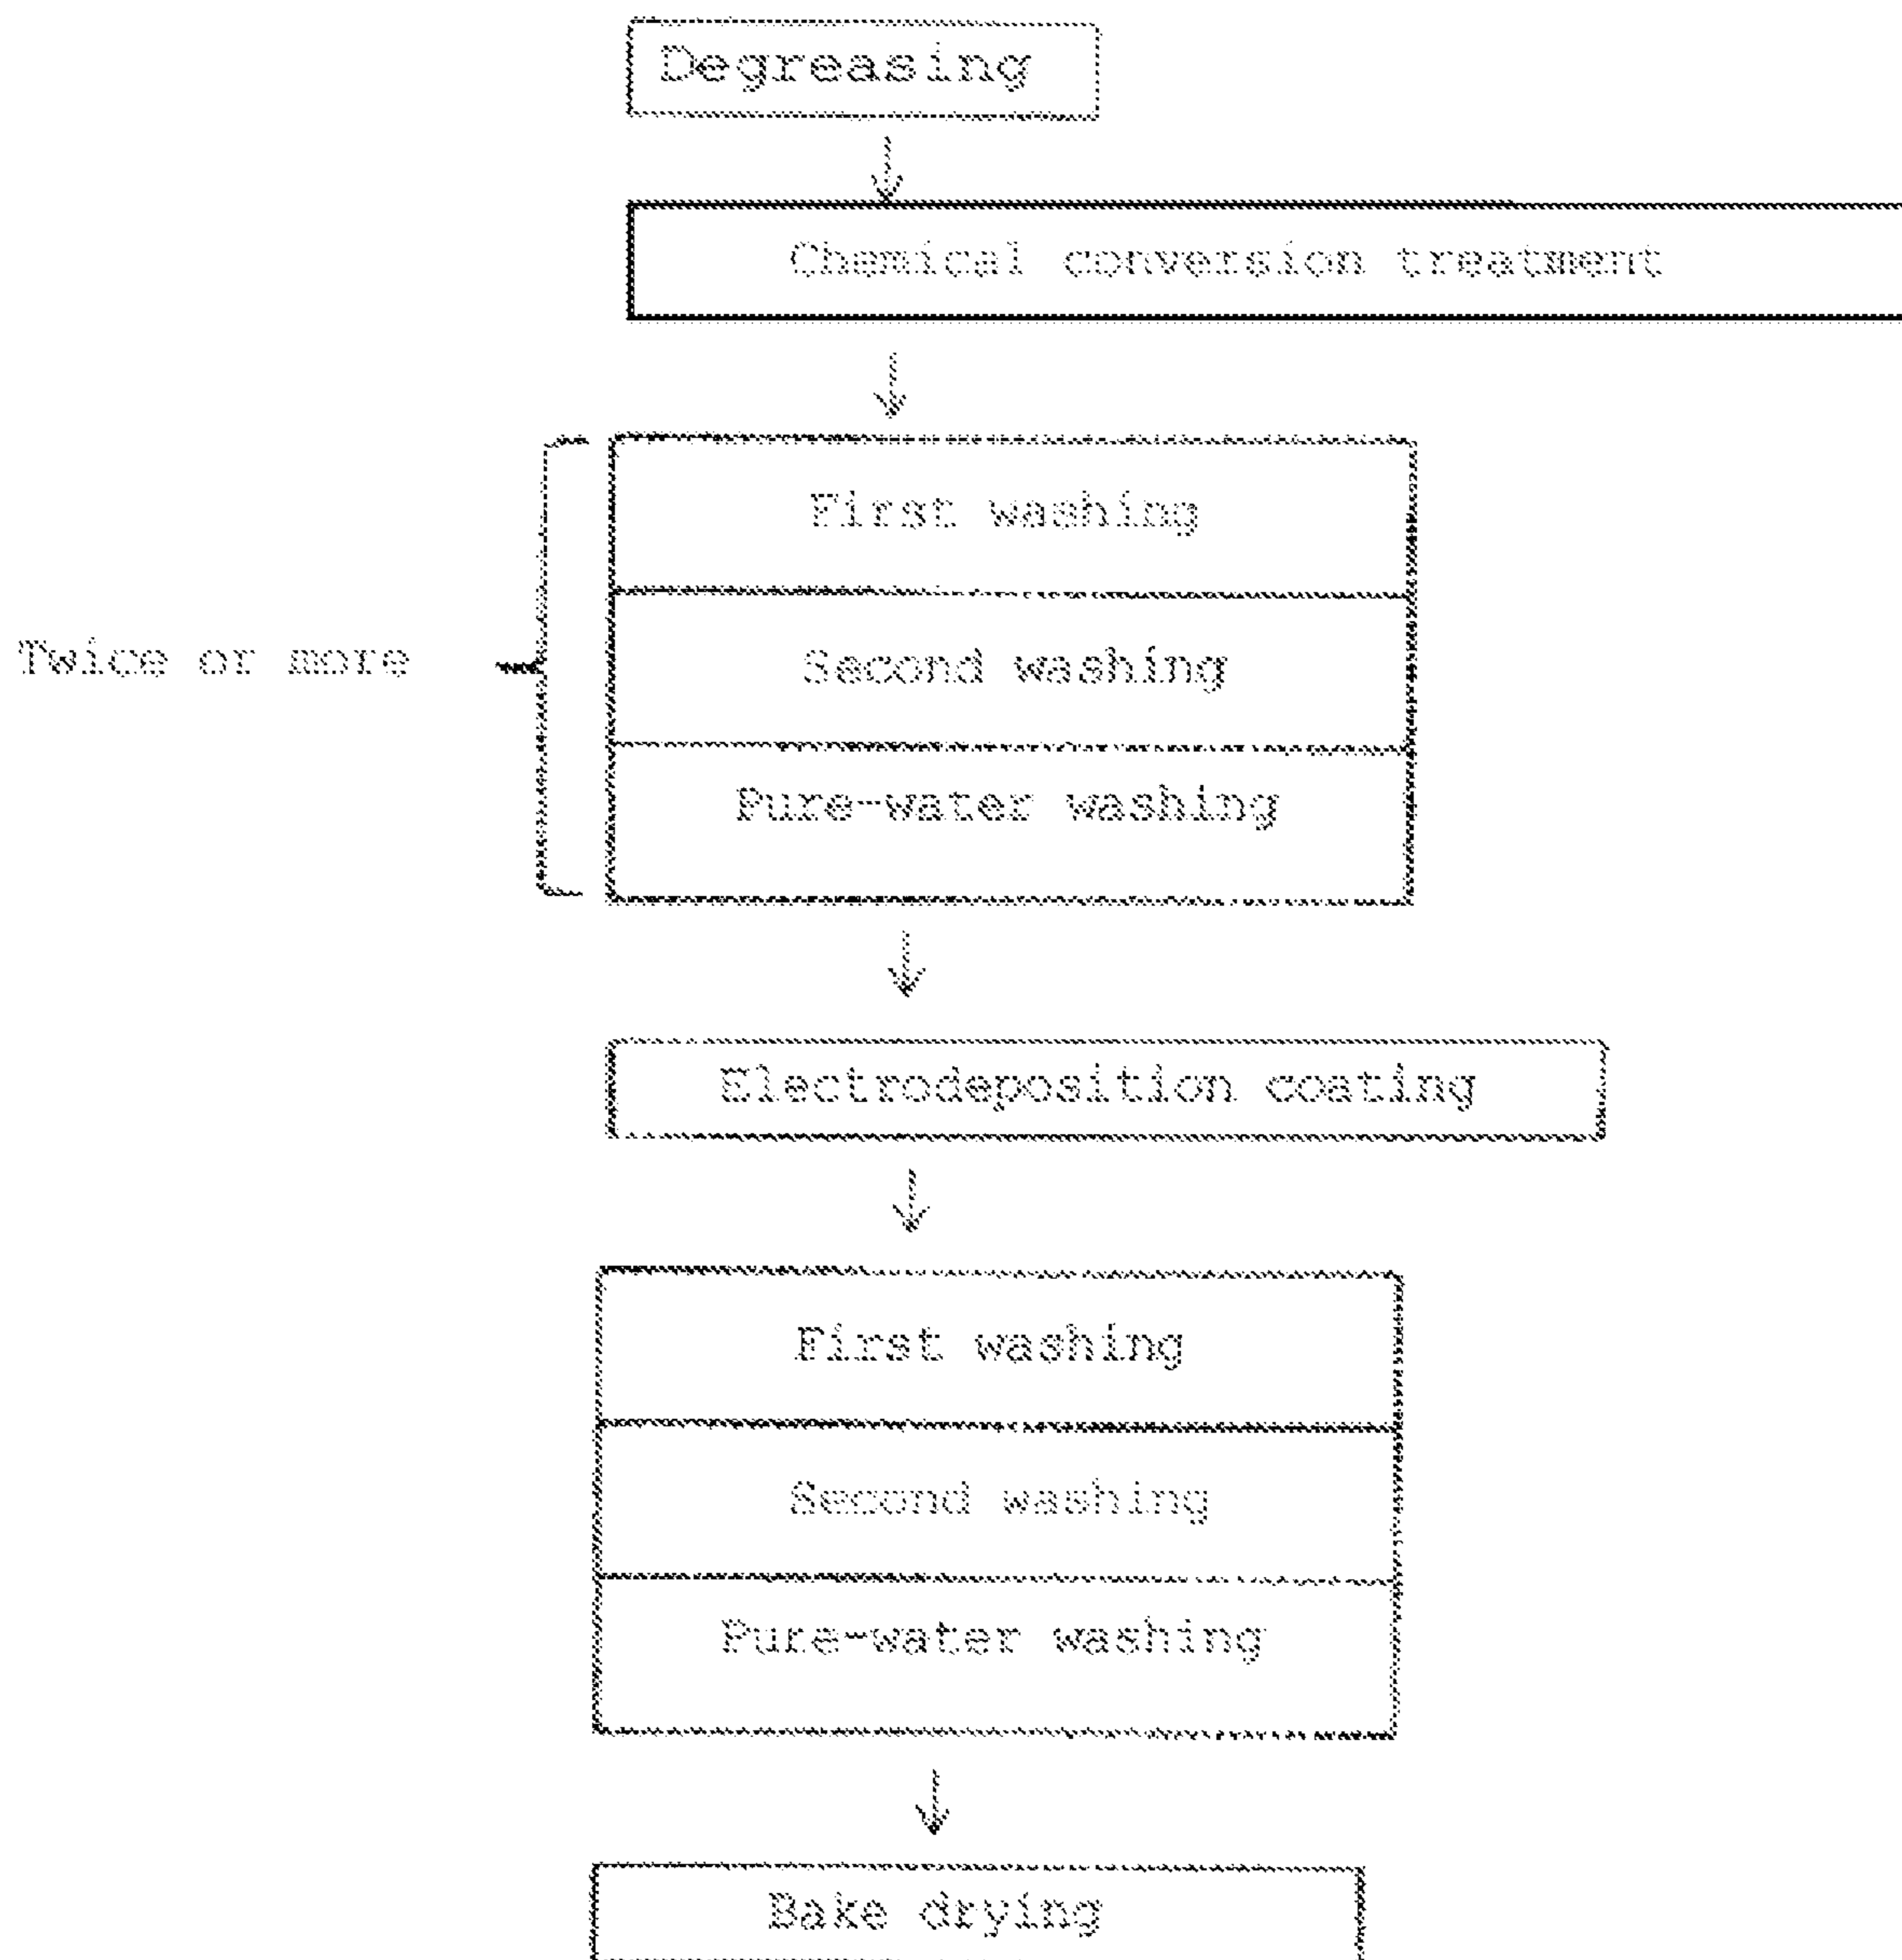 Degreasing
Chemical conversion treatment
First washing
Twice or more
Second washing
Pure-water washing
Electrodeposition coating
First washing
Second washing
Pure-water washing
Bake drying